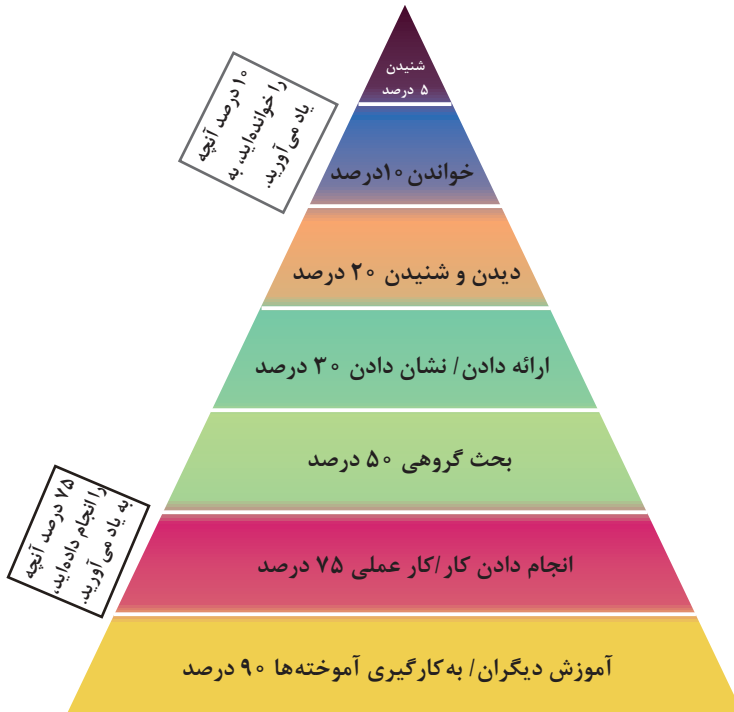 شنیدن
۵ درصد
۱۰ درصد آنچه
را خوانده‌اید، به
یاد می‌آورید.
خواندن ۱۰درصد
دیدن و شنیدن ۲۰ درصد
ارائه دادن/ نشان دادن ۳۰ درصد
بحث گروهی ۵۰ درصد
۷۵ درصد آنچه
را انجام داده‌اید،
به یاد می‌آورید.
انجام دادن کار/کار عملی ۷۵ درصد
آموزش دیگران/ به‌کارگیری آموخته‌ها ۹۰ درصد